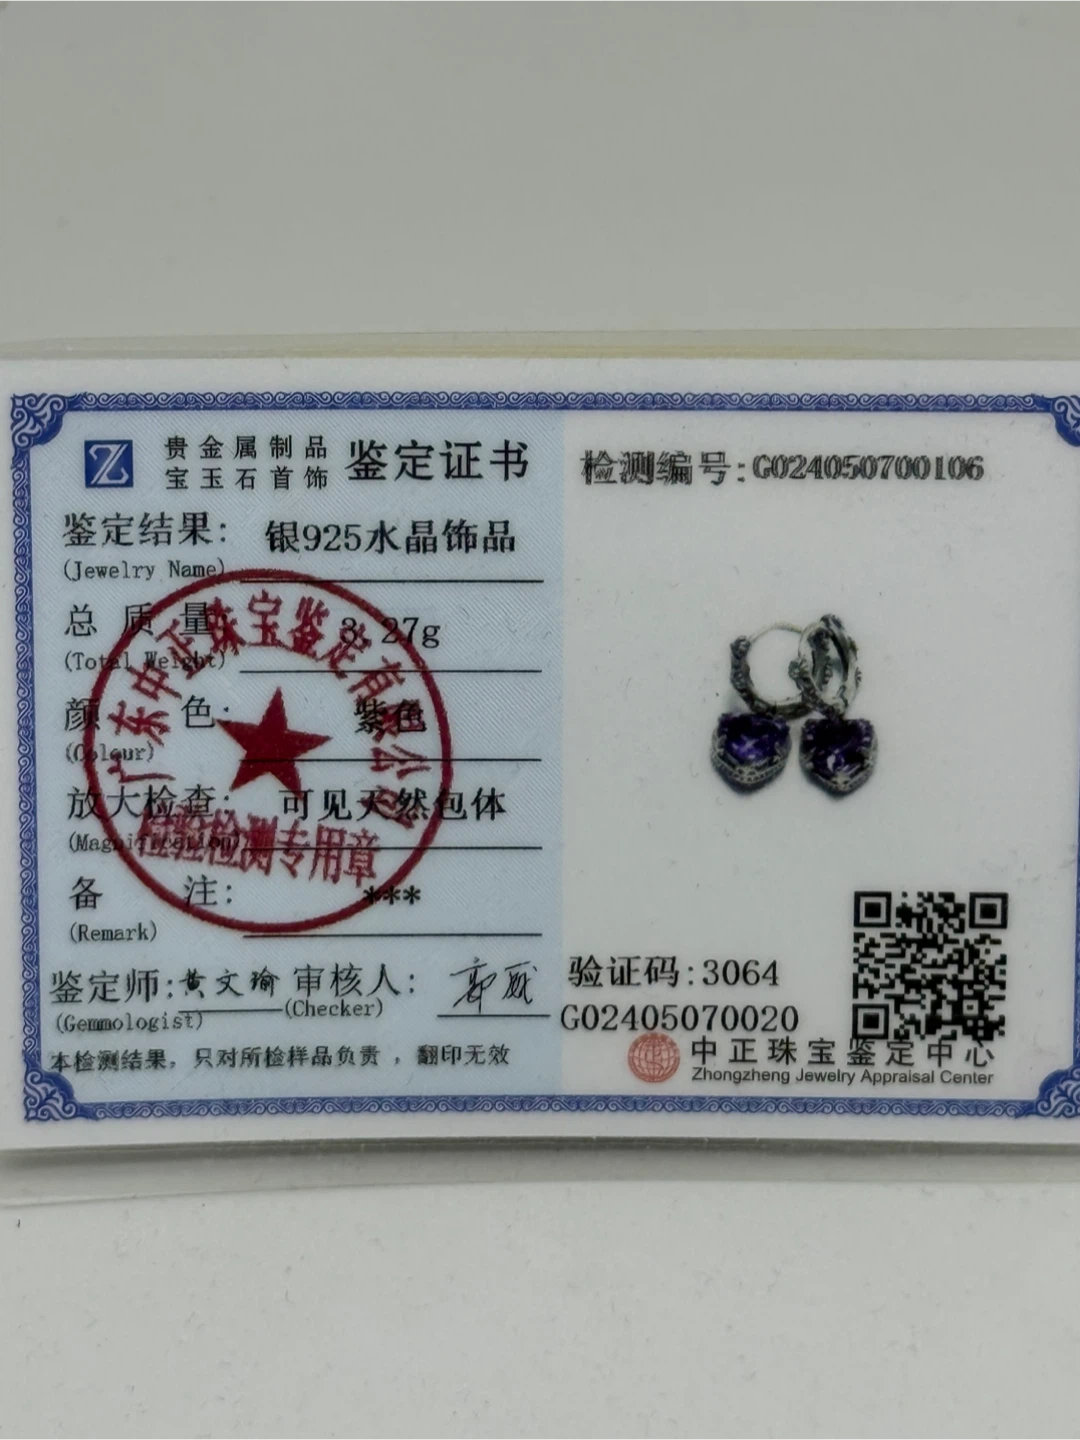 Z
贵金属制品
宝玉石首饰
鉴定证书
检测编号:G024050700106
鉴定结果: 银925水晶饰品
(Jewelry Name)
总质量: 3.27g
(Total Weight)
颜色: 紫色
(Colour)
放大检查: 可见天然包体
(Magnification)
备注: ***
(Remark)
广东中正珠宝鉴定有限公司
检验检测专用章
鉴定师:黄文瑜 审核人:
(Gemmologist) (Checker)
本检测结果，只对所检样品负责，翻印无效
验证码:3064
G02405070020
中正珠宝鉴定中心
Zhongzheng Jewelry Appraisal Center